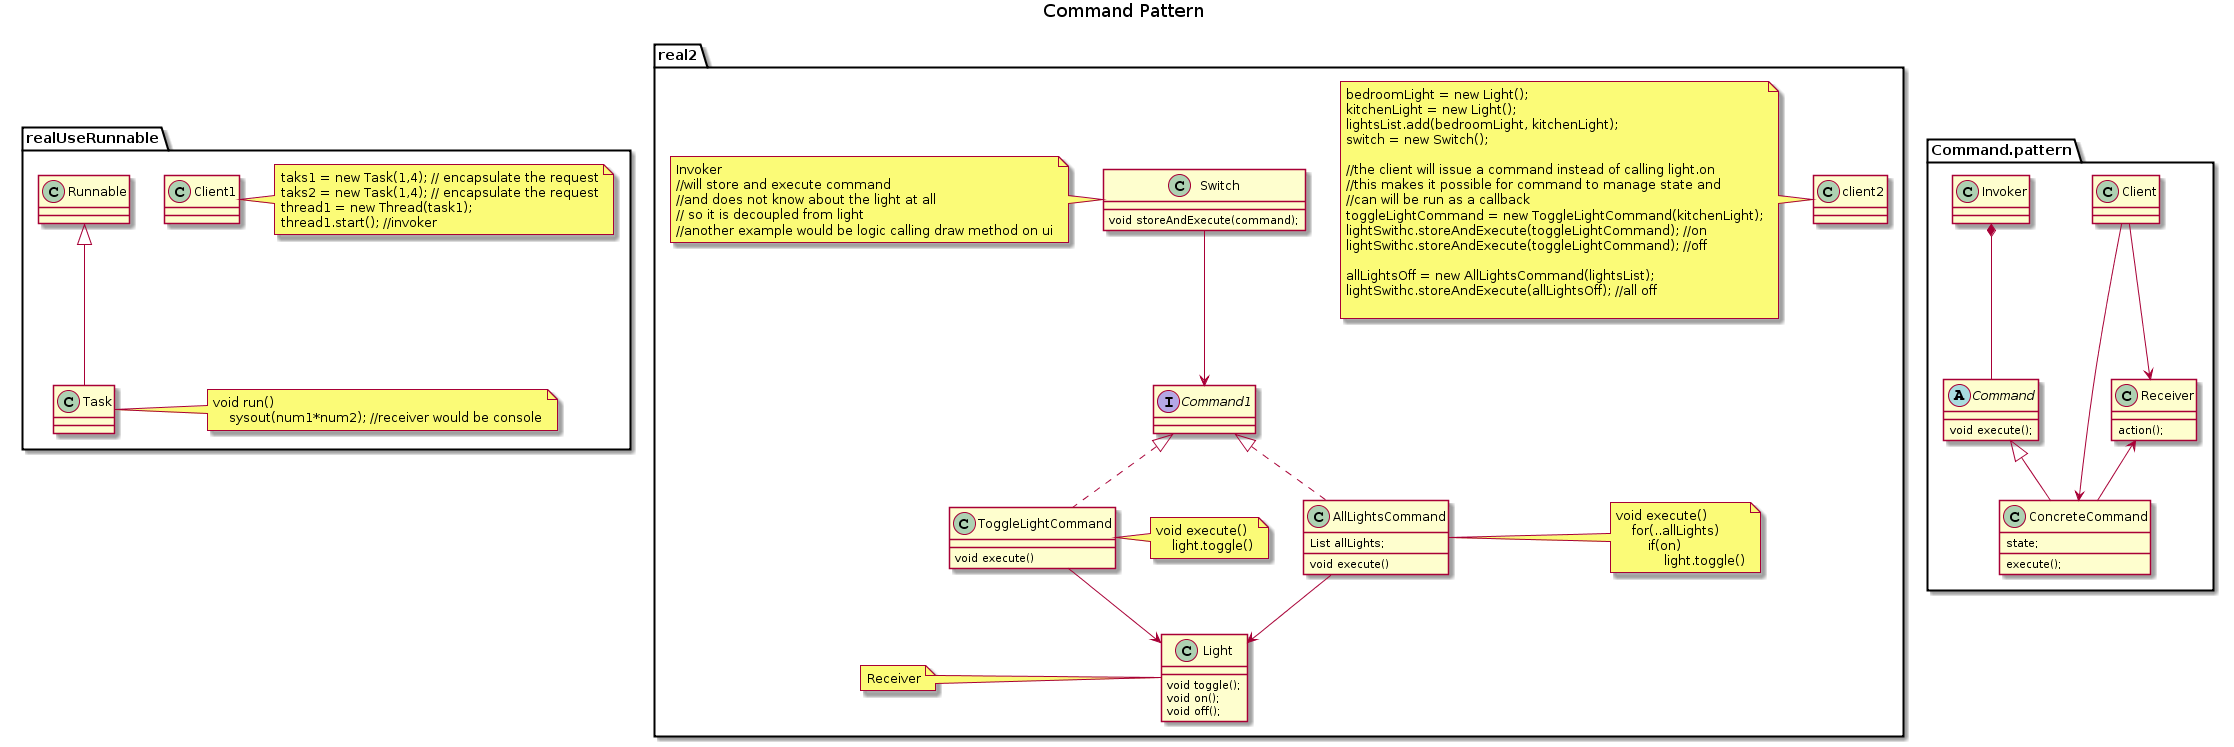 Command Pattern
realUseRunnable
Runnable
Client1
taks1 = new Task(1,4); // encapsulate the request
taks2 = new Task(1,4); // encapsulate the request
thread1 = new Thread(task1);
thread1.start(); //invoker
Task
void run()
sysout(num1*num2); //receiver would be console
real2
Invoker
//will store and execute command
//and does not know about the light at all
// so it is decoupled from light
//another example would be logic calling draw method on ui
Switch
void storeAndExecute(command);
bedroomLight = new Light();
kitchenLight = new Light();
lightsList.add(bedroomLight, kitchenLight);
switch = new Switch();
//the client will issue a command instead of calling light.on
//this makes it possible for command to manage state and
//can will be run as a callback
toggleLightCommand = new ToggleLightCommand(kitchenLight);
lightSwithc.storeAndExecute(toggleLightCommand); //on
lightSwithc.storeAndExecute(toggleLightCommand); //off
allLightsOff = new AllLightsCommand(lightsList);
lightSwithc.storeAndExecute(allLightsOff); //all off
client2
Command1
ToggleLightCommand
void execute()
void execute()
light.toggle()
AllLightsCommand
List allLights;
void execute()
void execute()
for(..allLights)
if(on)
light.toggle()
Receiver
Light
void toggle();
void on();
void off();
Command.pattern
Invoker
Client
Command
void execute();
Receiver
action();
ConcreteCommand
state;
execute();